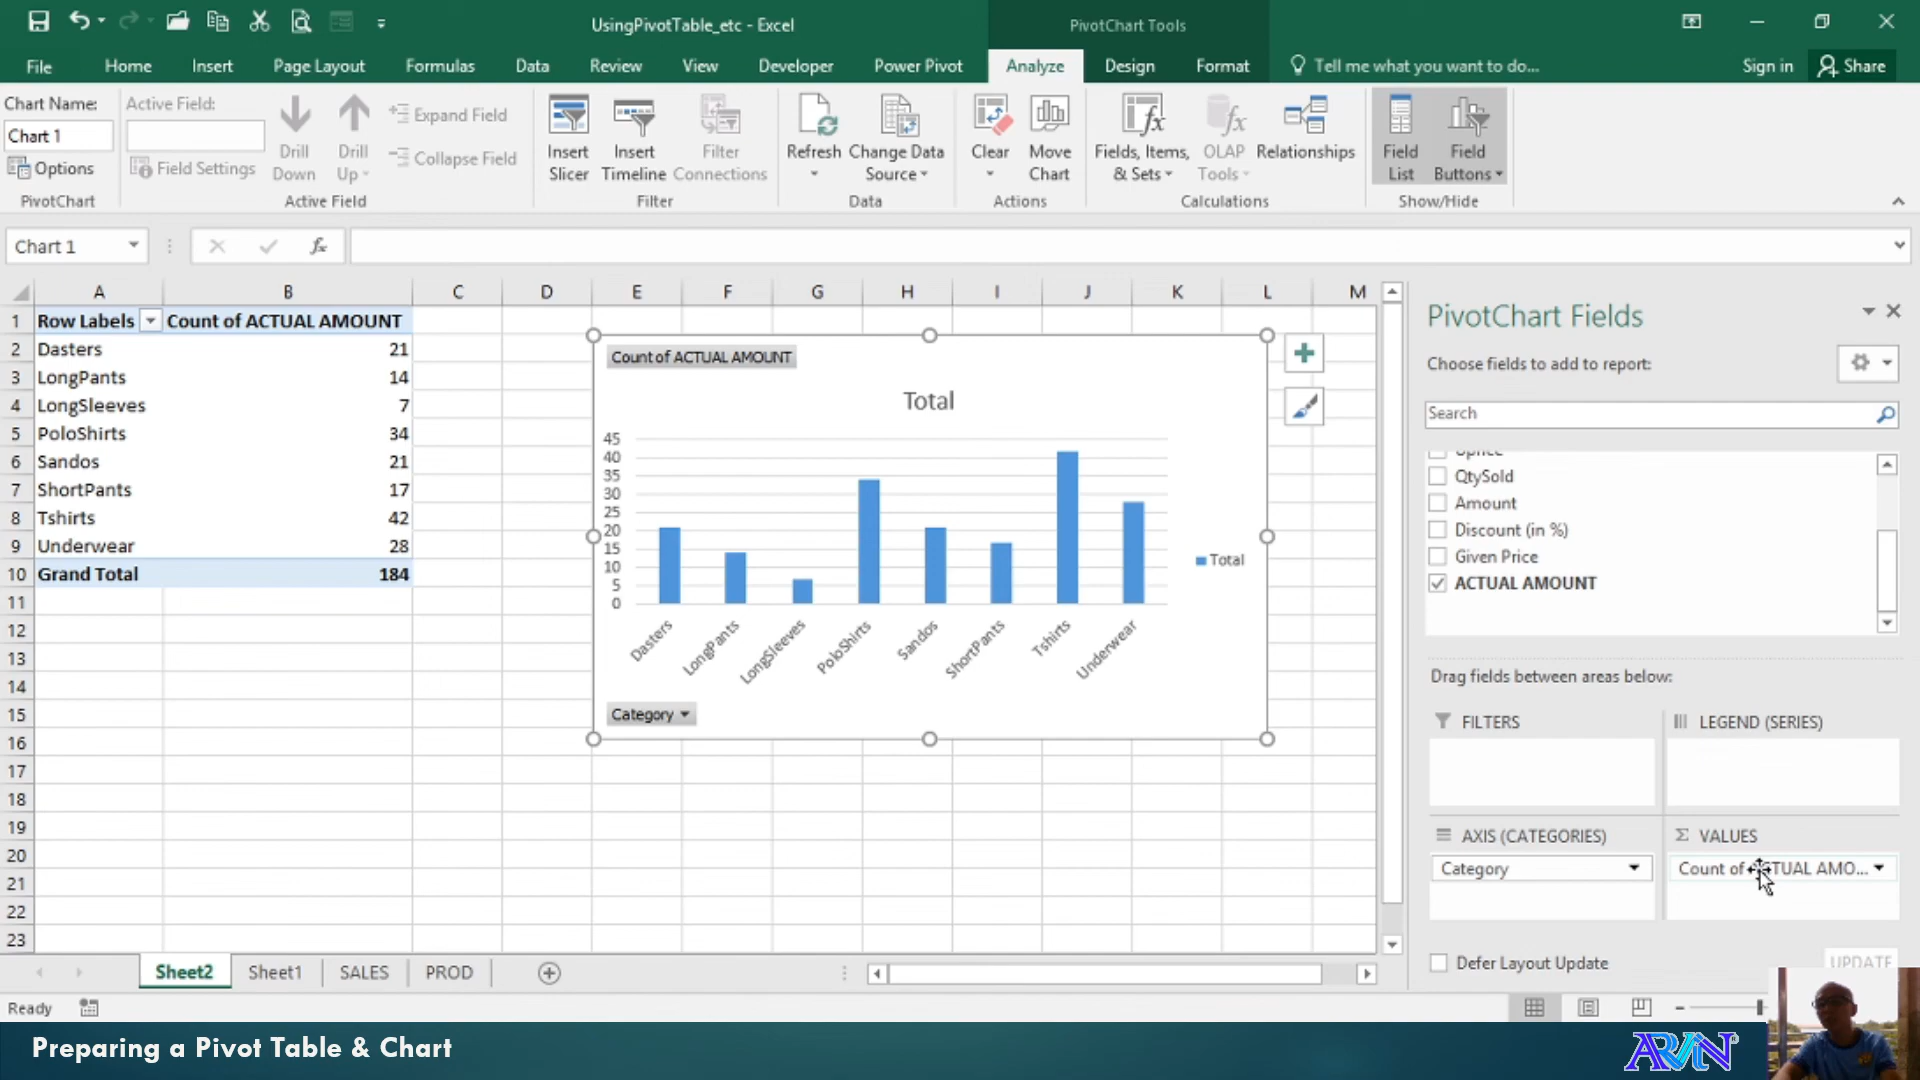 UsingPivotTable_etc - Excel
PivotChart Tools
File
Home
Insert
Page Layout
Formulas
Data
Review
View
Developer
Power Pivot
Analyze
Design
Format
Tell me what you want to do...
Sign in
Share
Chart Name:
Chart 1
Options
PivotChart
Active Field:
Field Settings
Drill Down
Drill Up
Expand Field
Collapse Field
Active Field
Insert Slicer
Insert Timeline
Filter Connections
Filter
Refresh
Change Data Source
Data
Clear
Move Chart
Actions
Fields, Items, & Sets
OLAP Tools
Relationships
Calculations
Field List
Field Buttons
Show/Hide
Chart 1
fx
A B C D E F G H I J K L M
1 Row Labels Count of ACTUAL AMOUNT
2 Dasters 21
3 LongPants 14
4 LongSleeves 7
5 PoloShirts 34
6 Sandos 21
7 ShortPants 17
8 Tshirts 42
9 Underwear 28
10 Grand Total 184
11
12
13
14
15
16
17
18
19
20
21
22
23
Count of ACTUAL AMOUNT
Total
45
40
35
30
25
20
15
10
5
0
Dasters
LongPants
LongSleeves
PoloShirts
Sandos
ShortPants
Tshirts
Underwear
Total
Category
PivotChart Fields
Choose fields to add to report:
Search
QtySold
Amount
Discount (in %)
Given Price
ACTUAL AMOUNT
Drag fields between areas below:
FILTERS
LEGEND (SERIES)
AXIS (CATEGORIES)
Σ VALUES
Category
Count of ACTUAL AMO...
Defer Layout Update
UPDATE
Sheet2
Sheet1
SALES
PROD
Ready
Preparing a Pivot Table & Chart
ARVIN